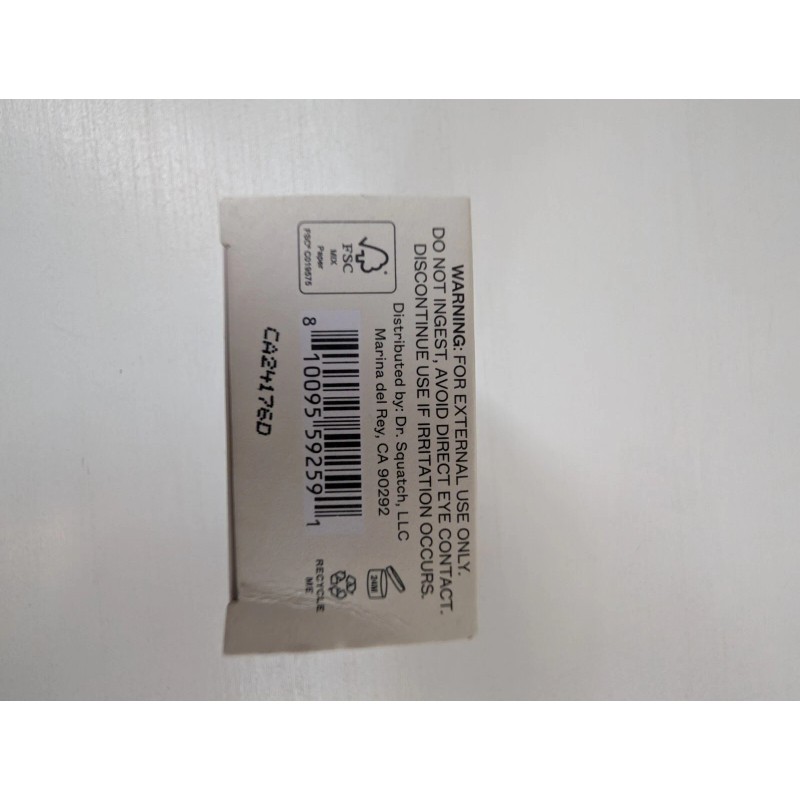 WARNING: FOR EXTERNAL USE ONLY.
DO NOT INGEST, AVOID DIRECT EYE CONTACT.
DISCONTINUE USE IF IRRITATION OCCURS.
Distributed by: Dr. Squatch, LLC
Marina del Rey, CA 90292
FSC
MIX
Paper
FSC® C019575
8 10095 59259 1
24M
RECYCLE
ME
CA24176D